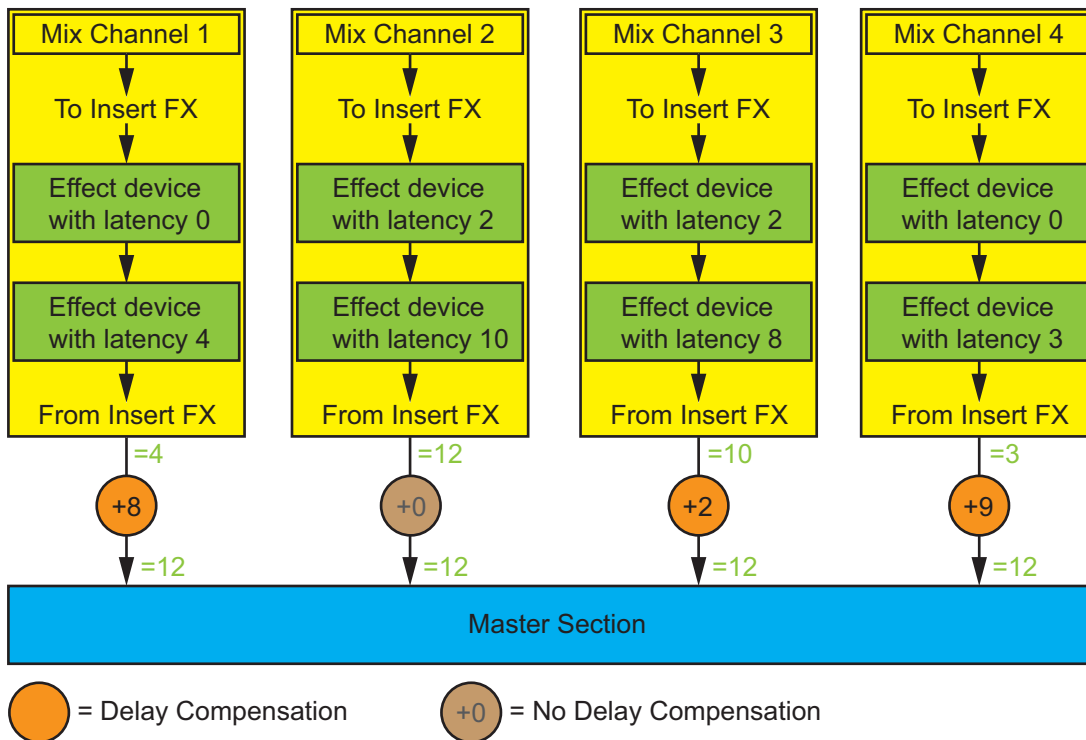 Mix Channel 1
To Insert FX
Effect device
with latency 0
Effect device
with latency 4
From Insert FX
=4
+8
=12
Mix Channel 2
To Insert FX
Effect device
with latency 2
Effect device
with latency 10
From Insert FX
=12
+0
=12
Mix Channel 3
To Insert FX
Effect device
with latency 2
Effect device
with latency 8
From Insert FX
=10
+2
=12
Mix Channel 4
To Insert FX
Effect device
with latency 0
Effect device
with latency 3
From Insert FX
=3
+9
=12
Master Section
= Delay Compensation
+0 = No Delay Compensation